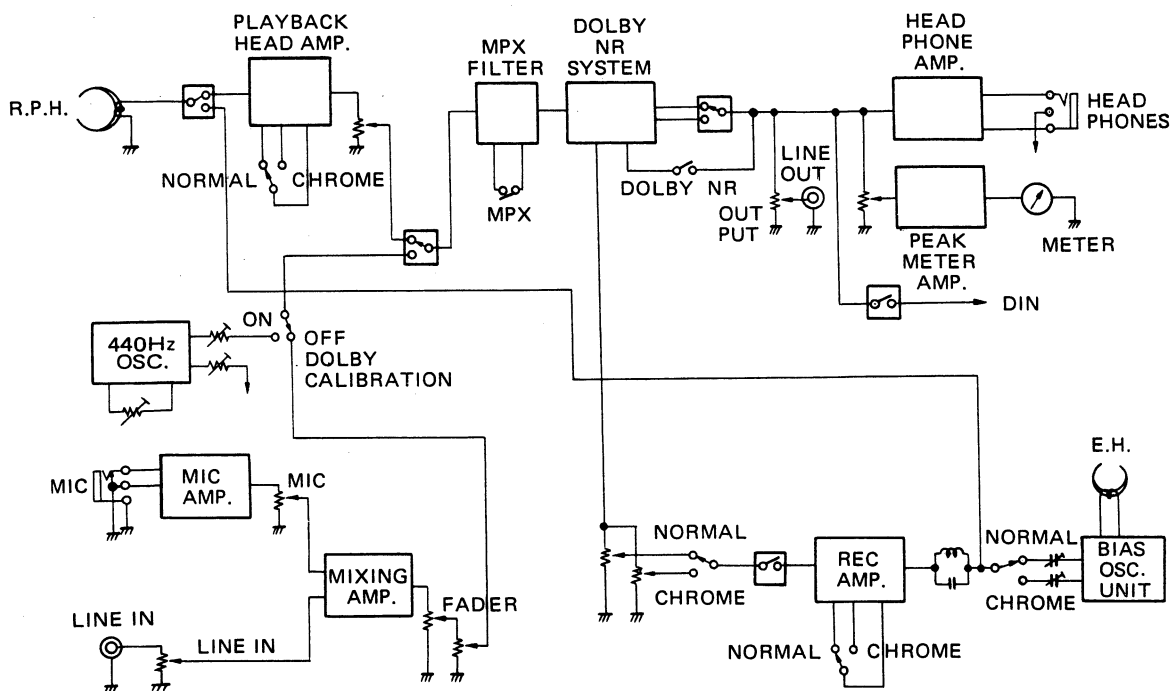 PLAYBACK
HEAD AMP.
R.P.H.
NORMAL
CHROME
MPX
FILTER
MPX
DOLBY
NR
SYSTEM
DOLBY NR
LINE
OUT
OUT
PUT
HEAD
PHONE
AMP.
HEAD
PHONES
PEAK
METER
AMP.
METER
DIN
440Hz
OSC.
ON
OFF
DOLBY
CALIBRATION
MIC
MIC
AMP.
MIC
MIXING
AMP.
FADER
LINE IN
LINE IN
NORMAL
CHROME
REC
AMP.
NORMAL
CHROME
E.H.
NORMAL
CHROME
BIAS
OSC.
UNIT